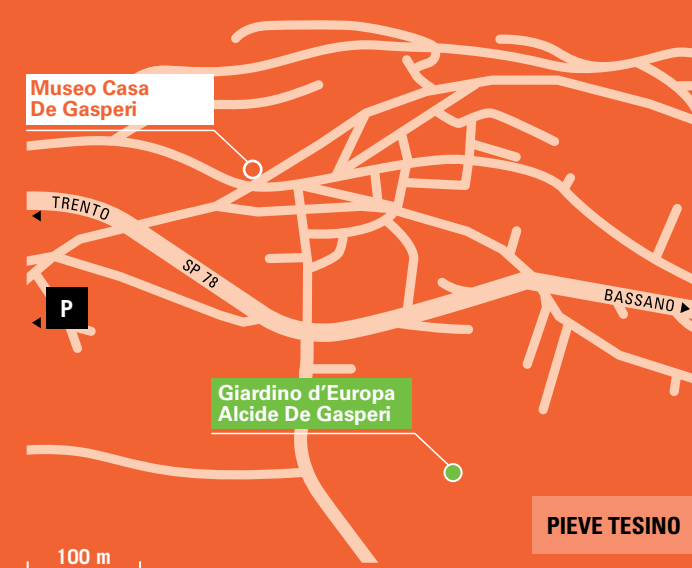 Museo Casa
De Gasperi
TRENTO
SP 78
P
BASSANO
Giardino d’Europa
Alcide De Gasperi
PIEVE TESINO
100 m